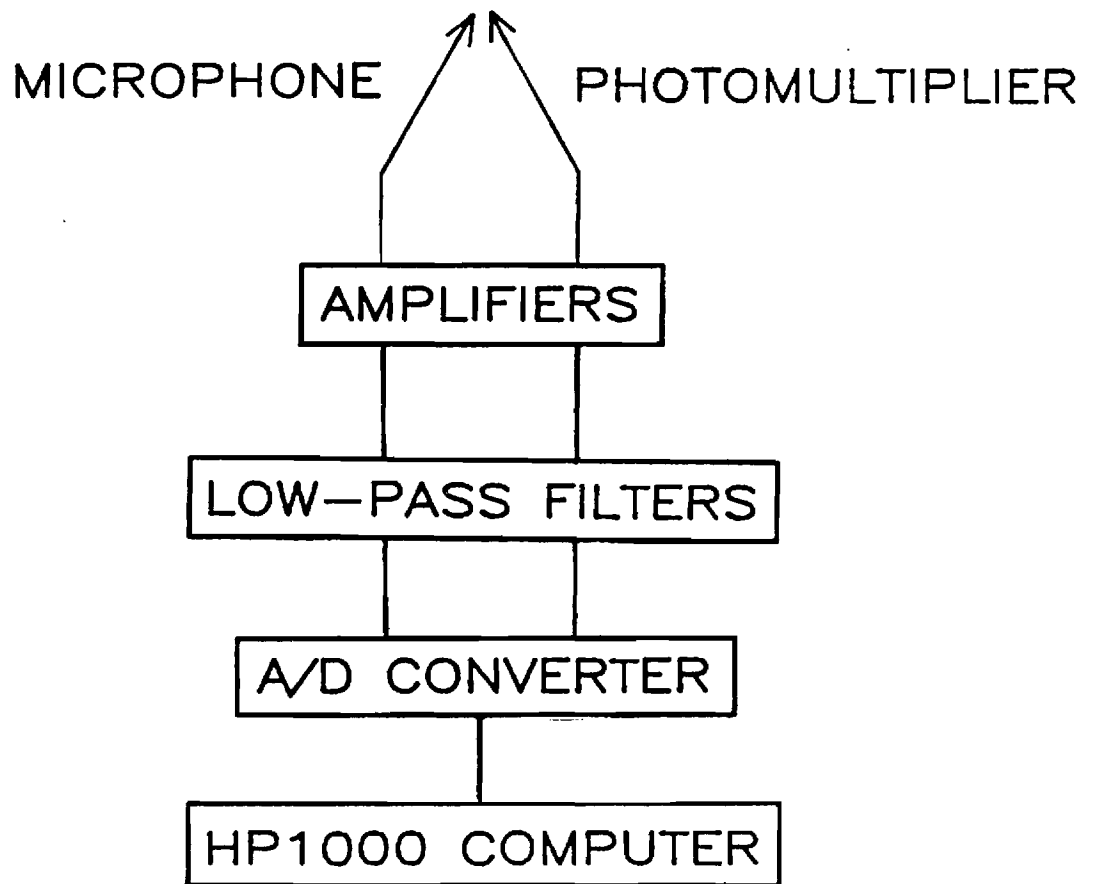 MICROPHONE
PHOTOMULTIPLIER
AMPLIFIERS
LOW-PASS FILTERS
A/D CONVERTER
HP1000 COMPUTER